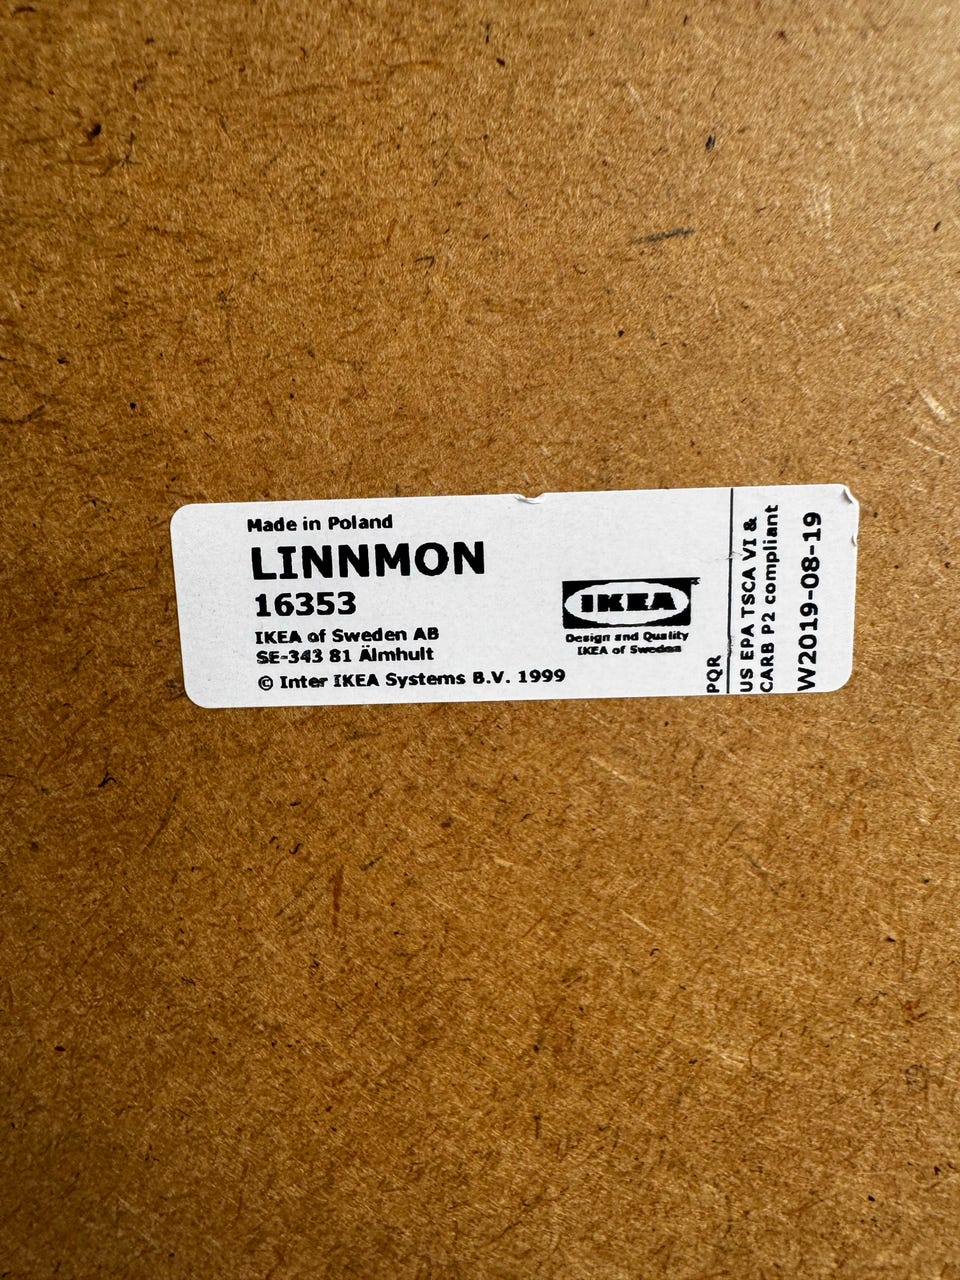 Made in Poland
LINNMON
16353
IKEA of Sweden AB
SE-343 81 Älmhult
© Inter IKEA Systems B.V. 1999
IKEA
Design and Quality
IKEA of Sweden
PQR
US EPA TSCA VI &
CARB P2 compliant
W2019-08-19